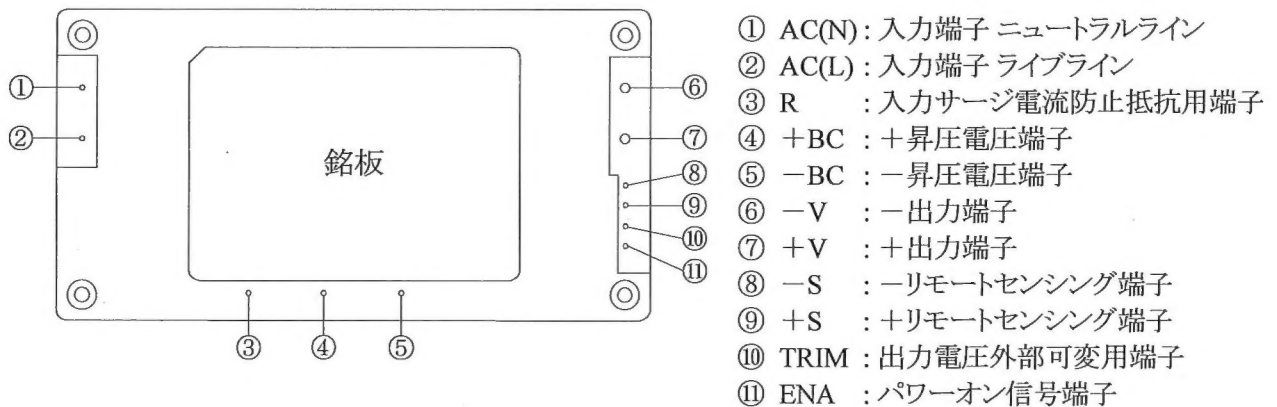 ①
②
銘板
③
④
⑤
⑥
⑦
⑧
⑨
⑩
⑪
① AC(N) : 入力端子 ニュートラルライン
② AC(L) : 入力端子 ライブライン
③ R : 入力サージ電流防止抵抗用端子
④ +BC : +昇圧電圧端子
⑤ -BC : -昇圧電圧端子
⑥ -V : -出力端子
⑦ +V : +出力端子
⑧ -S : -リモートセンシング端子
⑨ +S : +リモートセンシング端子
⑩ TRIM : 出力電圧外部可変用端子
⑪ ENA : パワーオン信号端子